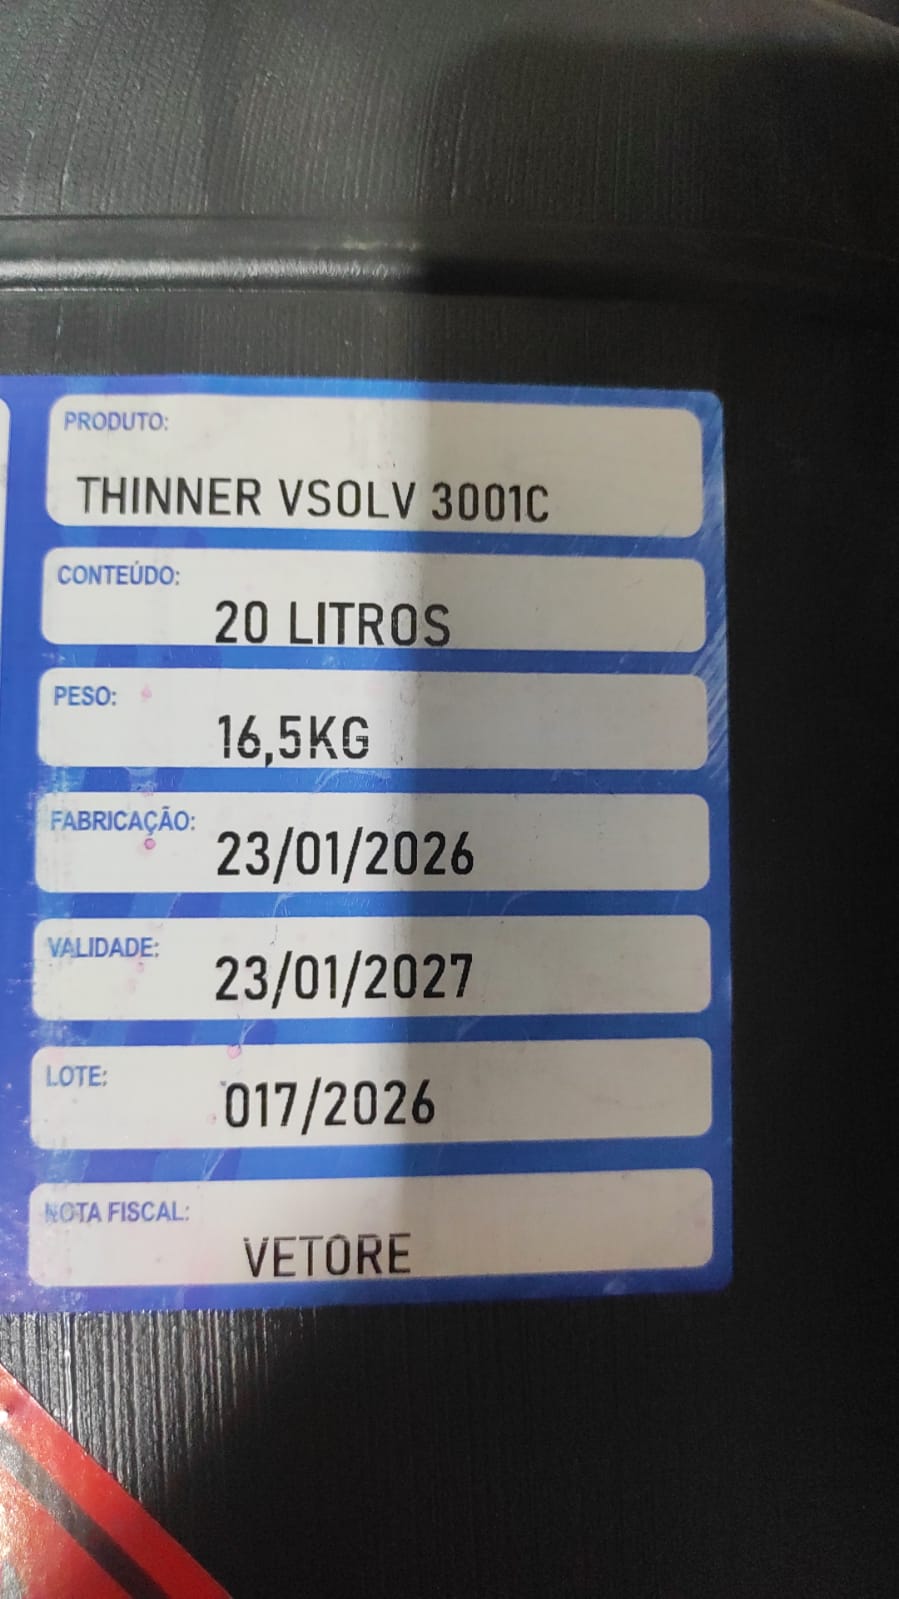 PRODUTO:
THINNER VSOLV 3001C
CONTEÚDO:
20 LITROS
PESO:
16,5KG
FABRICAÇÃO:
23/01/2026
VALIDADE:
23/01/2027
LOTE:
017/2026
NOTA FISCAL:
VETORE